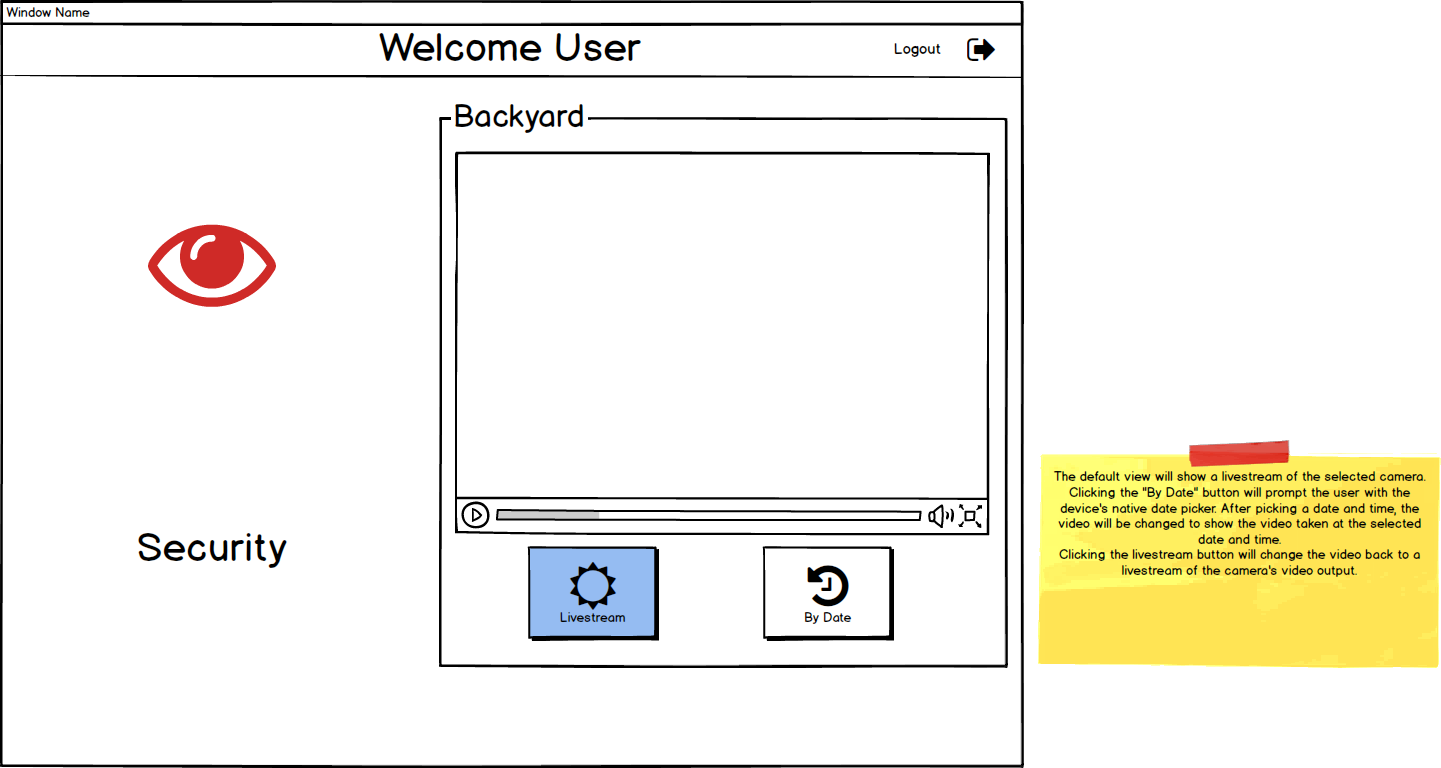 Window Name
Welcome User
Logout
Backyard
Security
Livestream
By Date
The default view will show a livestream of the selected camera.
Clicking the "By Date" button will prompt the user with the
device's native date picker. After picking a date and time, the
video will be changed to show the video taken at the selected
date and time.
Clicking the livestream button will change the video back to a
livestream of the camera's video output.